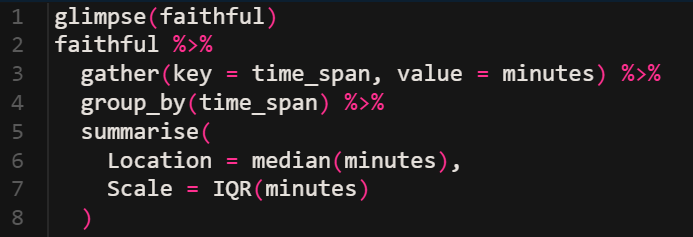 1 glimpse(faithful)
2 faithful %>%
3   gather(key = time_span, value = minutes) %>%
4   group_by(time_span) %>%
5   summarise(
6     Location = median(minutes),
7     Scale = IQR(minutes)
8   )